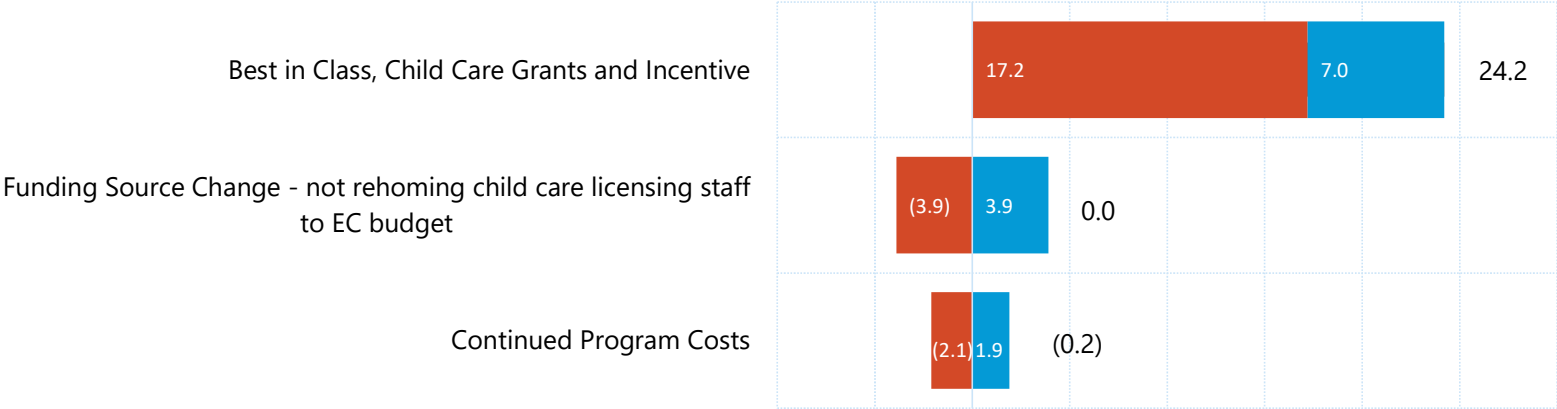 Best in Class, Child Care Grants and Incentive
17.2
7.0
24.2
Funding Source Change - not rehoming child care licensing staff
to EC budget
(3.9)
3.9
0.0
Continued Program Costs
(2.1)
1.9
(0.2)